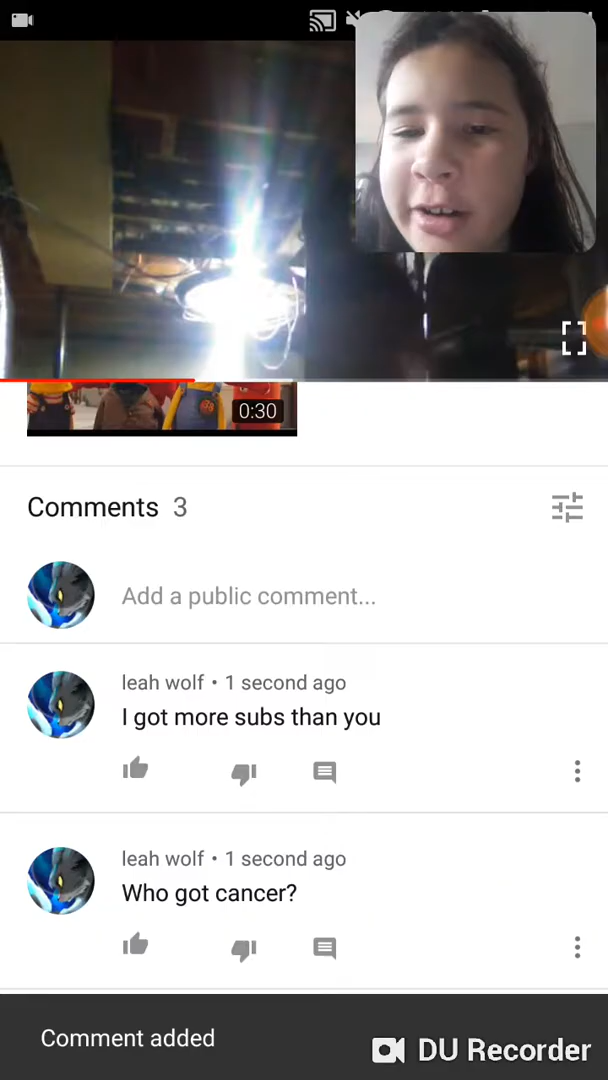 0:30
Comments 3
Add a public comment...
leah wolf • 1 second ago
I got more subs than you
leah wolf • 1 second ago
Who got cancer?
Comment added
DU Recorder